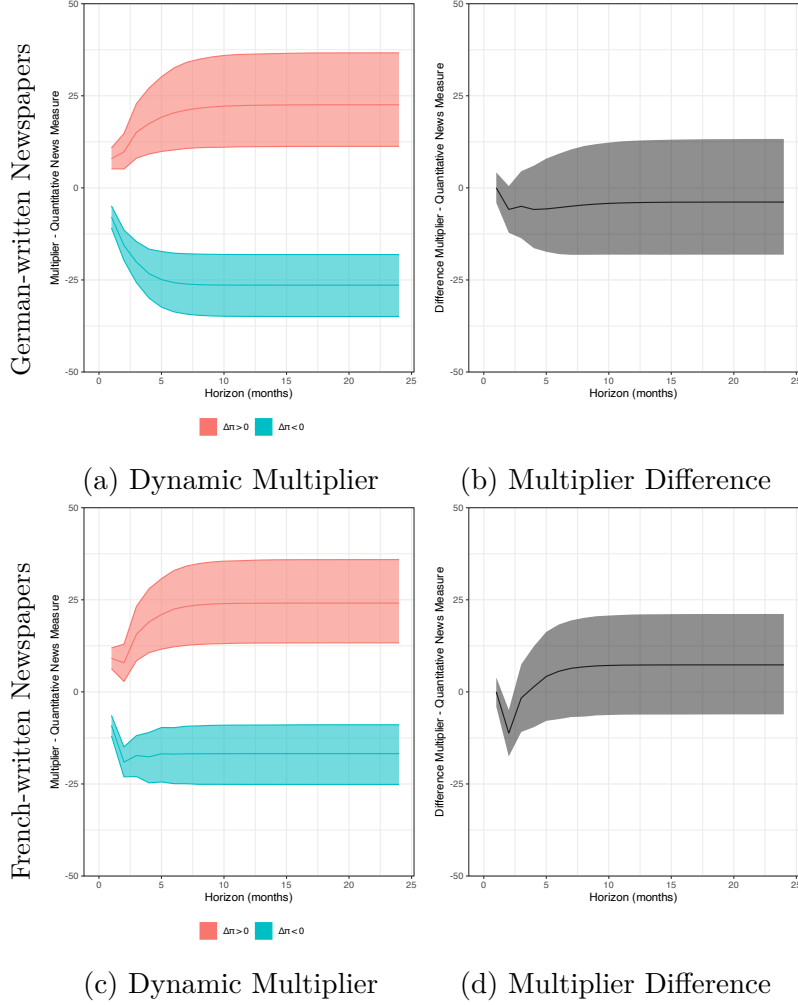 German-written Newspapers
Multiplier - Quantitative News Measure
50
25
0
-25
-50
0
5
10
15
20
25
Horizon (months)
Δπ > 0
Δπ < 0
Difference Multiplier - Quantitative News Measure
50
25
0
-25
-50
0
5
10
15
20
25
Horizon (months)
(a) Dynamic Multiplier
(b) Multiplier Difference
French-written Newspapers
Multiplier - Quantitative News Measure
50
25
0
-25
-50
0
5
10
15
20
25
Horizon (months)
Δπ > 0
Δπ < 0
Difference Multiplier - Quantitative News Measure
50
25
0
-25
-50
0
5
10
15
20
25
Horizon (months)
(c) Dynamic Multiplier
(d) Multiplier Difference